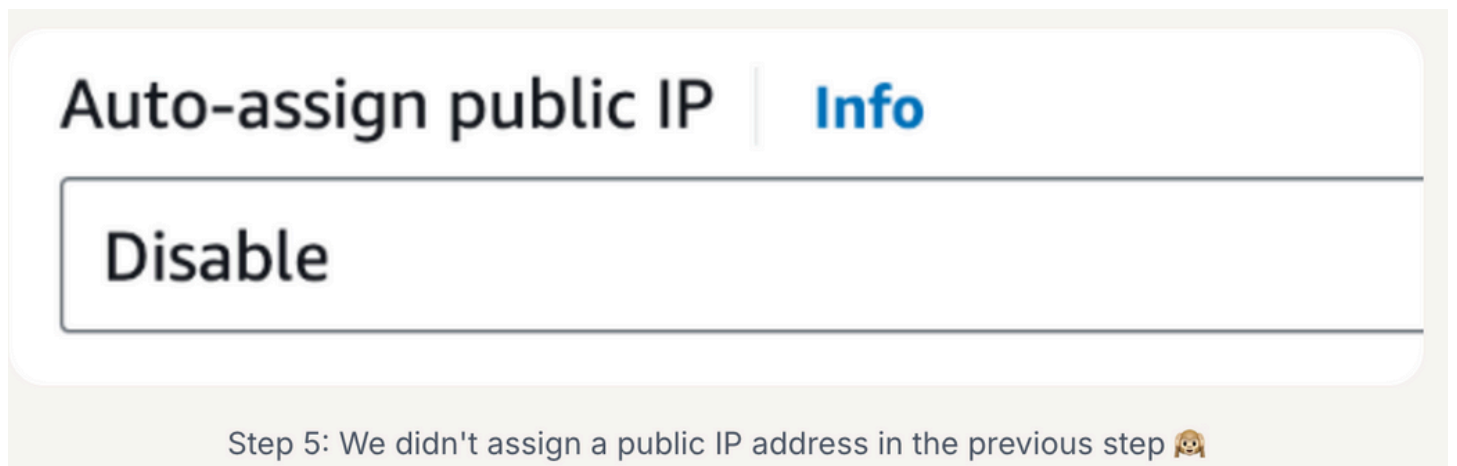 Auto-assign public IP Info
Disable
Step 5: We didn't assign a public IP address in the previous step 🙉